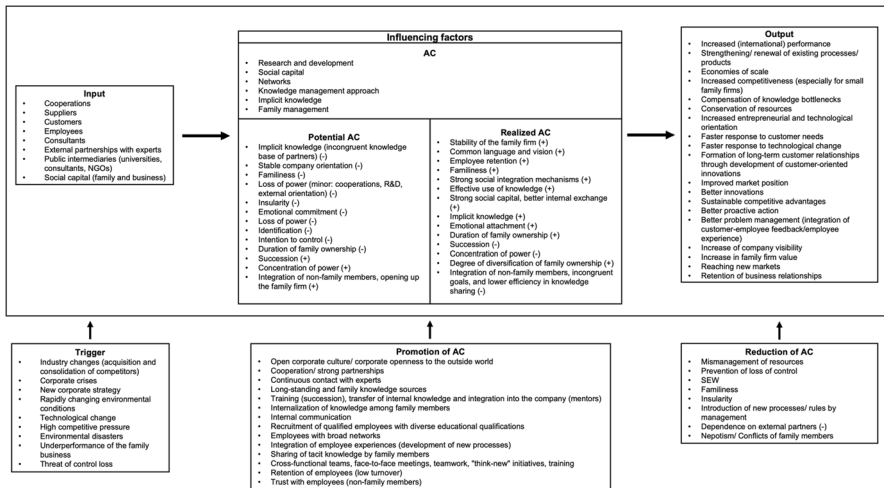 Influencing factors
AC
• Research and development
• Social capital
• Networks
• Knowledge management approach
• Implicit knowledge
• Family management
Input
• Cooperations
• Suppliers
• Customers
• Employees
• Consultants
• External partnerships with experts
• Public intermediaries (universities,
consultants, NGOs)
• Social capital (family and business)
Potential AC
• Implicit knowledge (incongruent knowledge
base of partners) (-)
• Stable company orientation (-)
• Familiness (-)
• Loss of power (minor: cooperations, R&D,
external orientation) (-)
• Insularity (-)
• Emotional commitment (-)
• Loss of power (-)
• Identification (-)
• Intention to control (-)
• Duration of family ownership (-)
• Succession (+)
• Concentration of power (+)
• Integration of non-family members, opening up
the family firm (+)
Realized AC
• Stability of the family firm (+)
• Common language and vision (+)
• Employee retention (+)
• Familiness (+)
• Strong social integration mechanisms (+)
• Effective use of knowledge (+)
• Strong social capital, better internal exchange
(+)
• Implicit knowledge (+)
• Emotional attachment (+)
• Duration of family ownership (+)
• Succession (-)
• Concentration of power (-)
• Degree of diversification of family ownership (+)
• Integration of non-family members, incongruent
goals, and lower efficiency in knowledge
sharing (-)
Output
• Increased (international) performance
• Strengthening/ renewal of existing processes/
products
• Economies of scale
• Increased competitiveness (especially for small
family firms)
• Compensation of knowledge bottlenecks
• Conservation of resources
• Increased entrepreneurial and technological
orientation
• Faster response to customer needs
• Faster response to technological change
• Formation of long-term customer relationships
through development of customer-oriented
innovations
• Improved market position
• Better innovations
• Sustainable competitive advantages
• Better proactive action
• Better problem management (integration of
customer-employee feedback/employee
experience)
• Increase of company visibility
• Increase in family firm value
• Reaching new markets
• Retention of business relationships
Trigger
• Industry changes (acquisition and
consolidation of competitors)
• Corporate crises
• New corporate strategy
• Rapidly changing environmental
conditions
• Technological change
• High competitive pressure
• Environmental disasters
• Underperformance of the family
business
• Threat of control loss
Promotion of AC
• Open corporate culture/ corporate openness to the outside world
• Cooperation/ strong partnerships
• Continuous contact with experts
• Long-standing and family knowledge sources
• Training (succession), transfer of internal knowledge and integration into the company (mentors)
• Internalization of knowledge among family members
• Internal communication
• Recruitment of qualified employees with diverse educational qualifications
• Employees with broad networks
• Integration of employee experiences (development of new processes)
• Sharing of tacit knowledge by family members
• Cross-functional teams, face-to-face meetings, teamwork, "think-new" initiatives, training
• Retention of employees (low turnover)
• Trust with employees (non-family members)
Reduction of AC
• Mismanagement of resources
• Prevention of loss of control
• SEW
• Familiness
• Insularity
• Introduction of new processes/ rules by
management
• Dependence on external partners (-)
• Nepotism/ Conflicts of family members